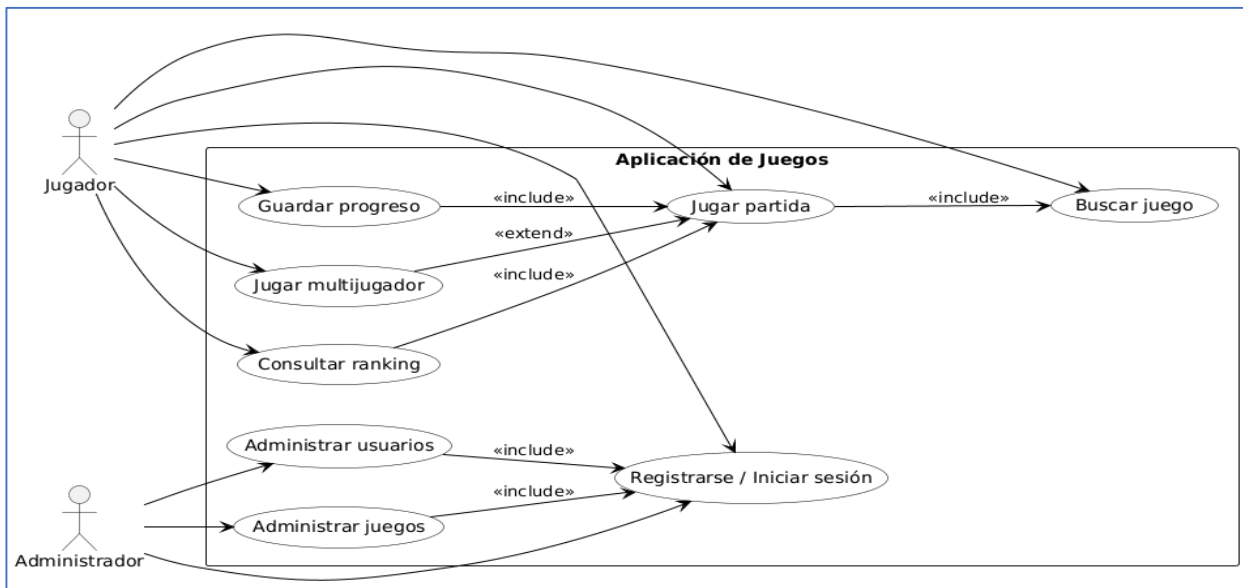 Aplicación de Juegos
Jugador
Guardar progreso
«include»
Jugar partida
«include»
Buscar juego
«extend»
Jugar multijugador
«include»
Consultar ranking
Administrar usuarios
«include»
Registrarse / Iniciar sesión
«include»
Administrar juegos
Administrador